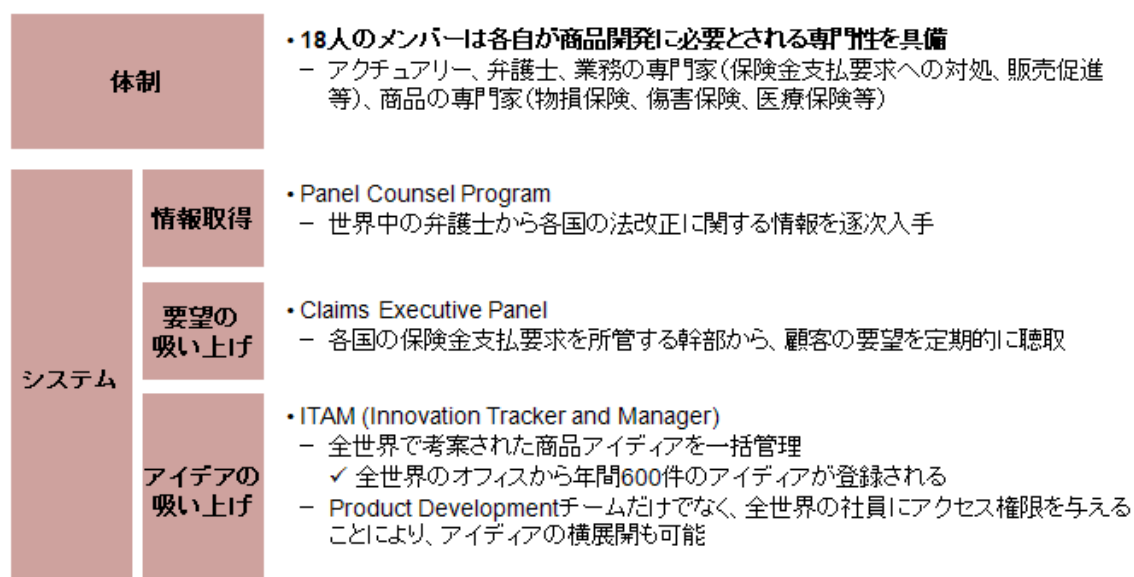 体制
・18人のメンバーは各自が商品開発に必要とされる専門性を具備
－ アクチュアリー、弁護士、業務の専門家(保険金支払要求への対処、販売促進
等)、商品の専門家(物損保険、傷害保険、医療保険等)
システム
情報取得
・Panel Counsel Program
－ 世界中の弁護士から各国の法改正に関する情報を逐次入手
要望の
吸い上げ
・Claims Executive Panel
－ 各国の保険金支払要求を所管する幹部から、顧客の要望を定期的に聴取
アイデアの
吸い上げ
・ITAM (Innovation Tracker and Manager)
－ 全世界で考案された商品アイディアを一括管理
✓ 全世界のオフィスから年間600件のアイディアが登録される
－ Product Developmentチームだけでなく、全世界の社員にアクセス権限を与える
ことにより、アイディアの横展開も可能